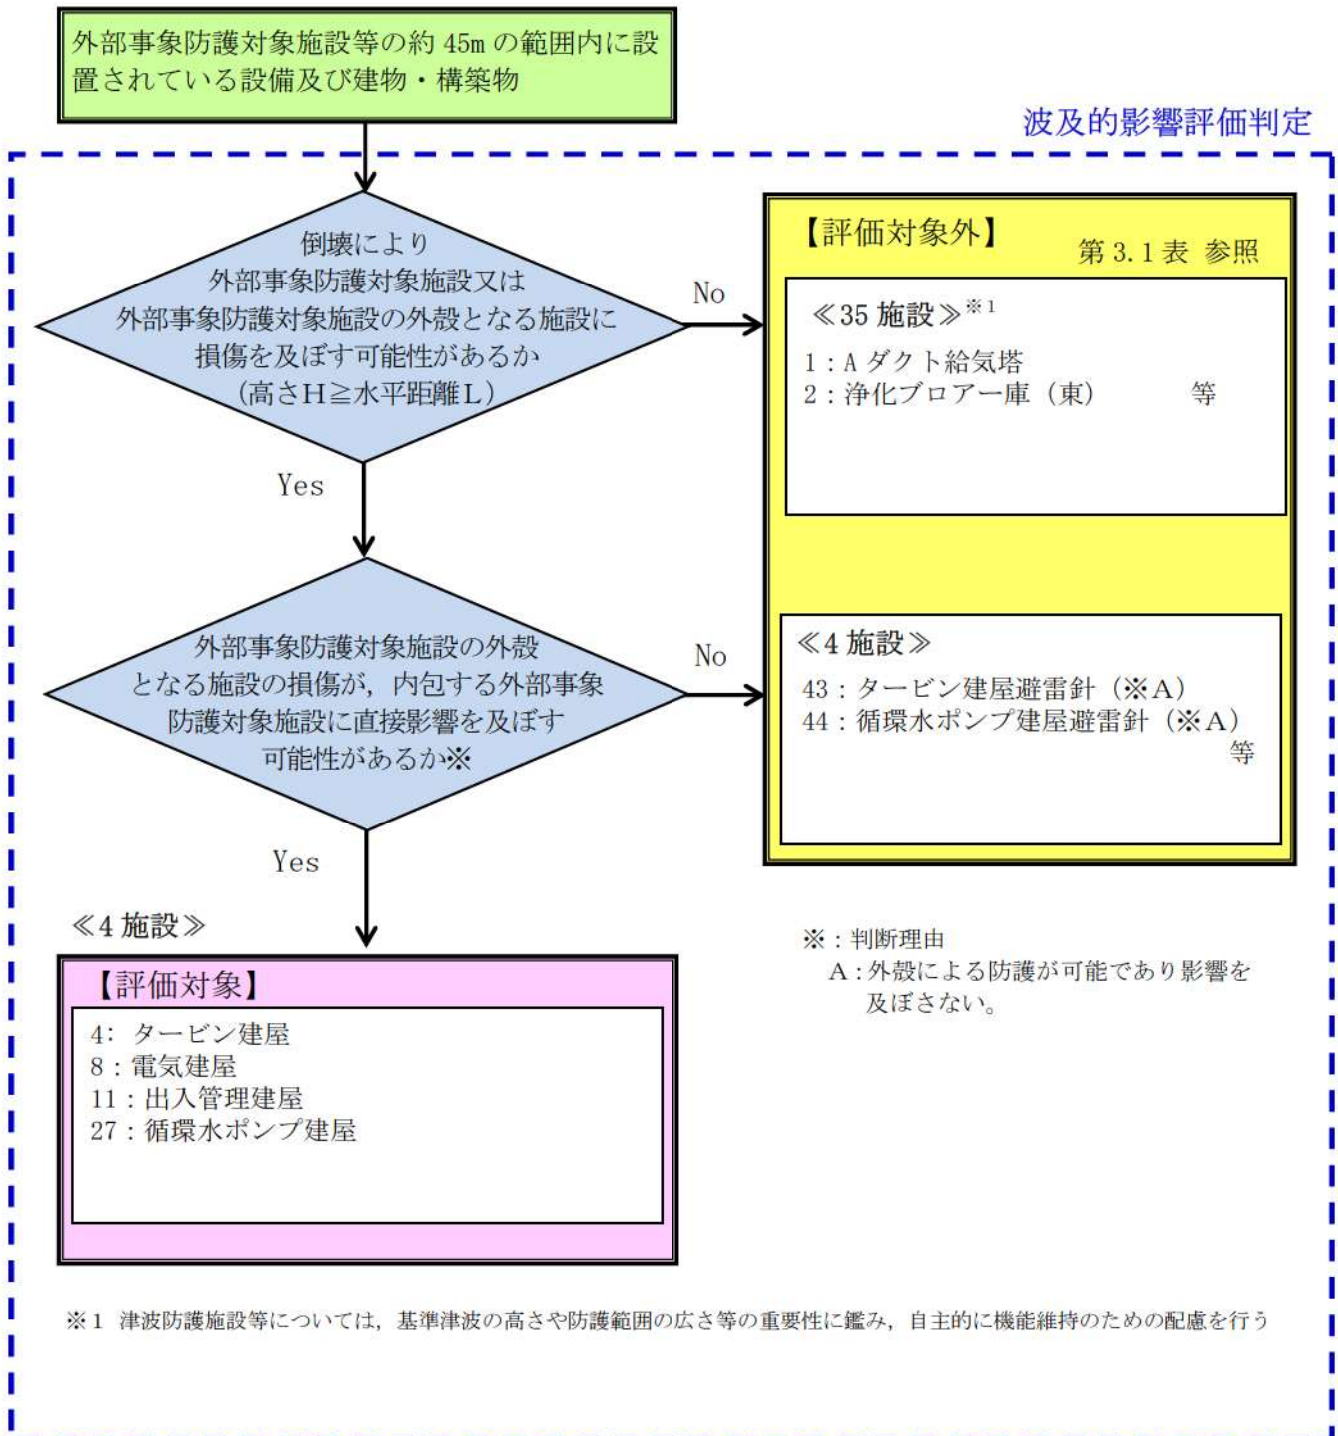 外部事象防護対象施設等の約 45m の範囲内に設
置されている設備及び建物・構築物
波及的影響評価判定
倒壊により
外部事象防護対象施設又は
外部事象防護対象施設の外殻となる施設に
損傷を及ぼす可能性があるか
(高さH≧水平距離L)
No
Yes
【評価対象外】
第 3.1 表 参照
≪35 施設≫※1
1：A ダクト給気塔
2：浄化ブロアー庫（東） 等
外部事象防護対象施設の外殻
となる施設の損傷が，内包する外部事象
防護対象施設に直接影響を及ぼす
可能性があるか※
No
Yes
≪4 施設≫
43：タービン建屋避雷針（※A）
44：循環水ポンプ建屋避雷針（※A）
等
≪4 施設≫
【評価対象】
4： タービン建屋
8：電気建屋
11：出入管理建屋
27：循環水ポンプ建屋
※：判断理由
A：外殻による防護が可能であり影響を
及ぼさない。
※1 津波防護施設等については，基準津波の高さや防護範囲の広さ等の重要性に鑑み，自主的に機能維持のための配慮を行う